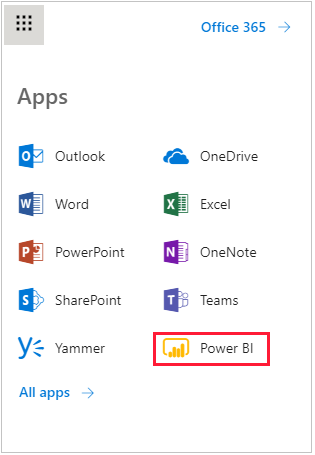 Office 365
Apps
Outlook OneDrive
Word Excel
PowerPoint OneNote
SharePoint Teams
Yammer Power BI
All apps